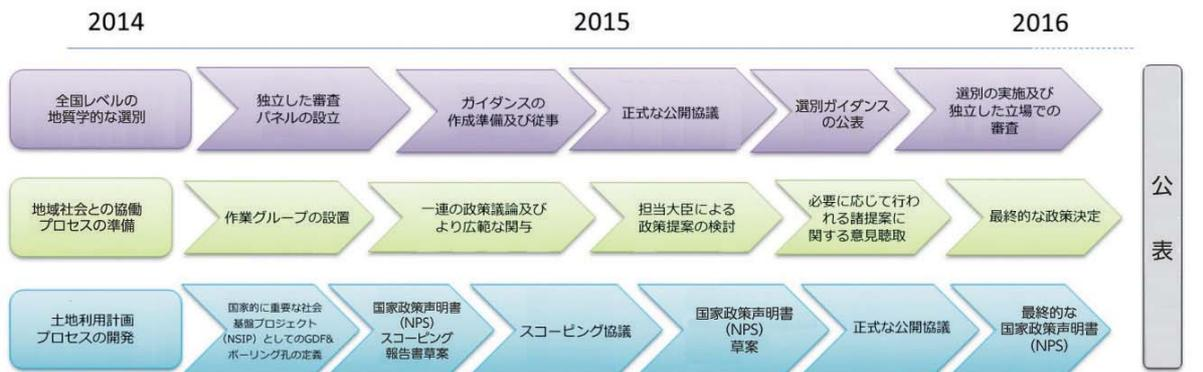 2014
2015
2016
全国レベルの
地質学的な選別
独立した審査
パネルの設立
ガイダンスの
作成準備及び従事
正式な公開協議
選別ガイダンス
の公表
選別の実施及び
独立した立場での
審査
地域社会との協働
プロセスの準備
作業グループの設置
一連の政策議論及び
より広範な関与
担当大臣による
政策提案の検討
必要に応じて行わ
れる諸提案に
関する意見聴取
最終的な政策決定
土地利用計画
プロセスの開発
国家的に重要な社会
基盤プロジェクト
(NSIP）としてのGDF&
ボーリング孔の定義
国家政策声明書
(NPS)
スコーピング
報告書草案
スコーピング協議
国家政策声明書
(NPS)
草案
正式な公開協議
最終的な
国家政策声明書
(NPS)
公
表